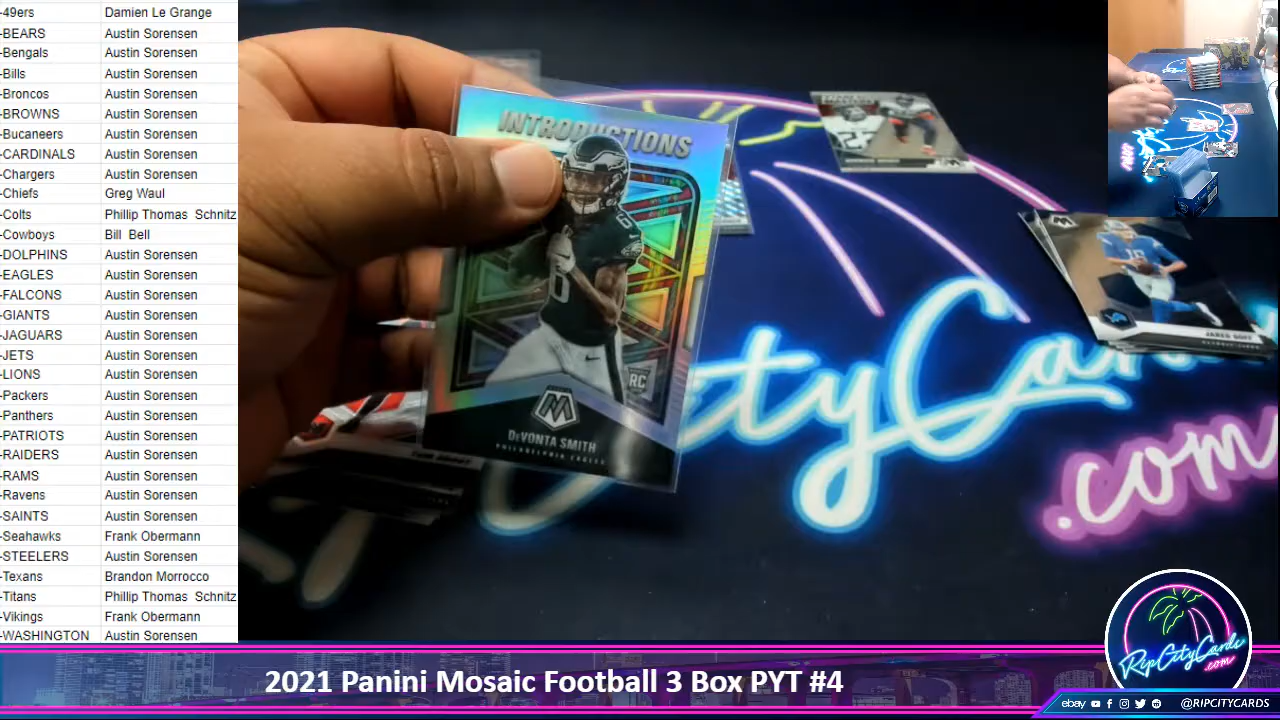 -49ers Damien Le Grange
-BEARS Austin Sorensen
-Bengals Austin Sorensen
-Bills Austin Sorensen
-Broncos Austin Sorensen
-BROWNS Austin Sorensen
-Bucaneers Austin Sorensen
-CARDINALS Austin Sorensen
-Chargers Austin Sorensen
-Chiefs Greg Waul
-Colts Phillip Thomas Schnitz
-Cowboys Bill Bell
-DOLPHINS Austin Sorensen
-EAGLES Austin Sorensen
-FALCONS Austin Sorensen
-GIANTS Austin Sorensen
-JAGUARS Austin Sorensen
-JETS Austin Sorensen
-LIONS Austin Sorensen
-Packers Austin Sorensen
-Panthers Austin Sorensen
-PATRIOTS Austin Sorensen
-RAIDERS Austin Sorensen
-RAMS Austin Sorensen
-Ravens Austin Sorensen
-SAINTS Austin Sorensen
-Seahawks Frank Obermann
-STEELERS Austin Sorensen
-Texans Brandon Morrocco
-Titans Phillip Thomas Schnitz
-Vikings Frank Obermann
-WASHINGTON Austin Sorensen
INTRODUCTIONS
6
6
RC
DEVONTA SMITH
PHILADELPHIA EAGLES
JARED GOFF
ityCa
.com
RipCityCards
.com
2021 Panini Mosaic Football 3 Box PYT #4
ebay @RIPCITYCARDS